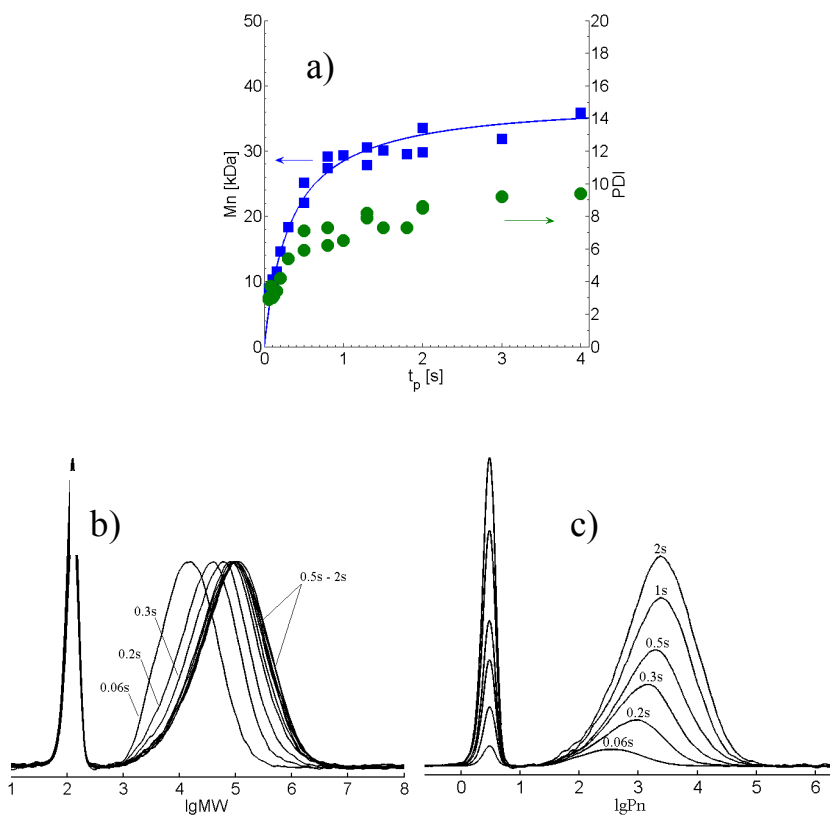 a)
50
40
30
20
10
0
Mn [kDa]
20
18
16
14
12
10
8
6
4
2
0
PDI
0 1 2 3 4
t_p [s]
b)
0.3s
0.2s
0.06s
0.5s - 2s
1 2 3 4 5 6 7 8
lgMW
c)
2s
1s
0.5s
0.3s
0.2s
0.06s
0 1 2 3 4 5 6
lgPn